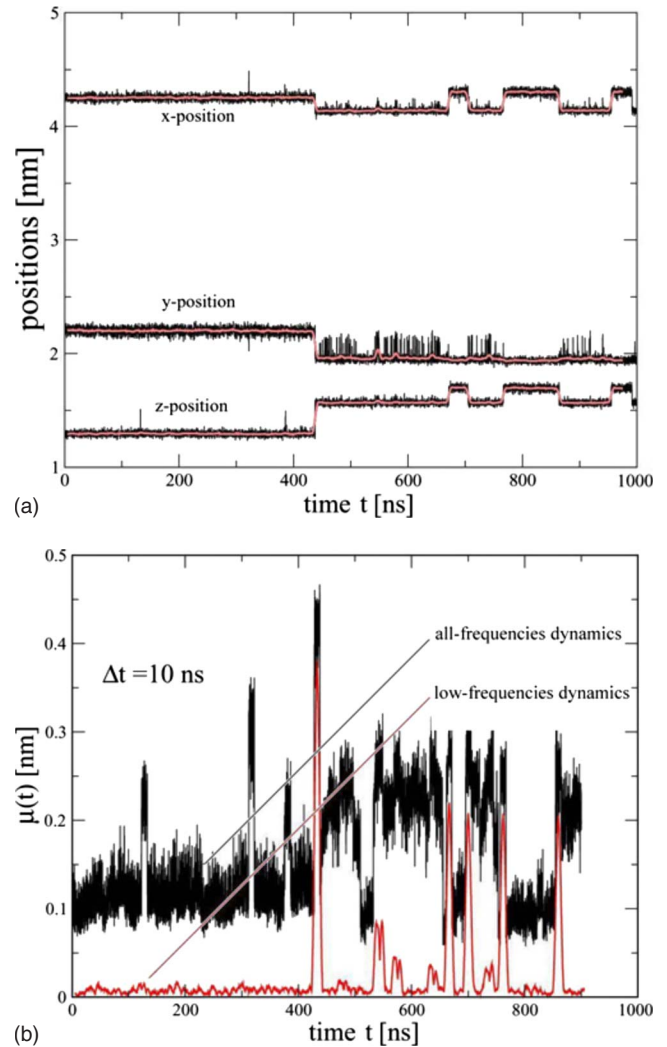 5
x-position
4
positions [nm]
3
y-position
2
z-position
1
0 200 400 600 800 1000
(a) time t [ns]
0.5
all-frequencies dynamics
0.4
Δt =10 ns
low-frequencies dynamics
0.3
μ(t) [nm]
0.2
0.1
0
0 200 400 600 800 1000
(b) time t [ns]